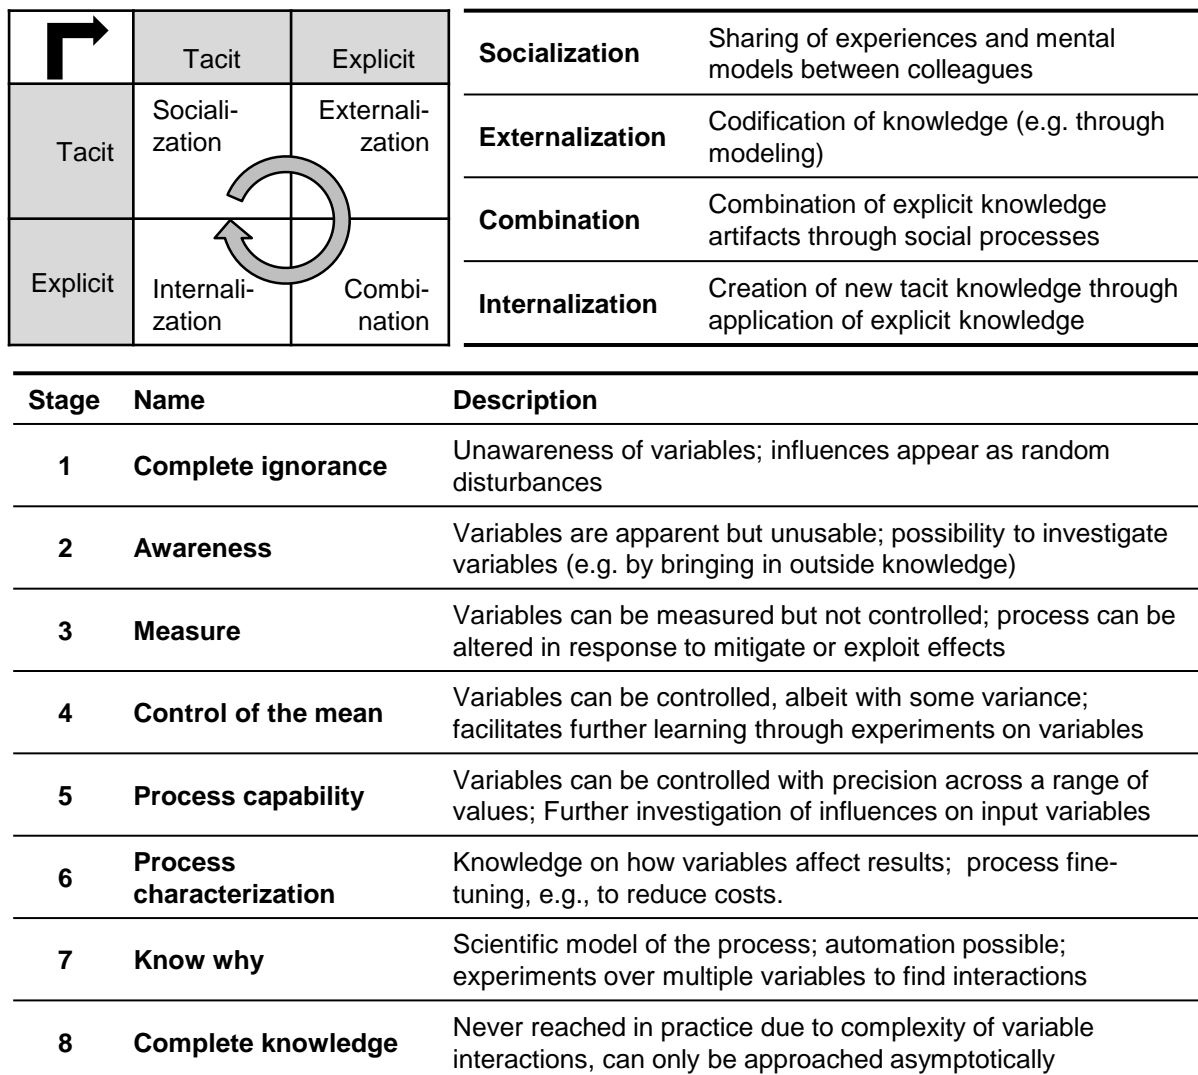 Tacit
Explicit
Tacit
Sociali-
zation
Externali-
zation
Explicit
Internali-
zation
Combi-
nation
Socialization
Sharing of experiences and mental
models between colleagues
Externalization
Codification of knowledge (e.g. through
modeling)
Combination
Combination of explicit knowledge
artifacts through social processes
Internalization
Creation of new tacit knowledge through
application of explicit knowledge
Stage Name Description
1 Complete ignorance
Unawareness of variables; influences appear as random
disturbances
2 Awareness
Variables are apparent but unusable; possibility to investigate
variables (e.g. by bringing in outside knowledge)
3 Measure
Variables can be measured but not controlled; process can be
altered in response to mitigate or exploit effects
4 Control of the mean
Variables can be controlled, albeit with some variance;
facilitates further learning through experiments on variables
5 Process capability
Variables can be controlled with precision across a range of
values; Further investigation of influences on input variables
6 Process
characterization
Knowledge on how variables affect results; process fine-
tuning, e.g., to reduce costs.
7 Know why
Scientific model of the process; automation possible;
experiments over multiple variables to find interactions
8 Complete knowledge
Never reached in practice due to complexity of variable
interactions, can only be approached asymptotically